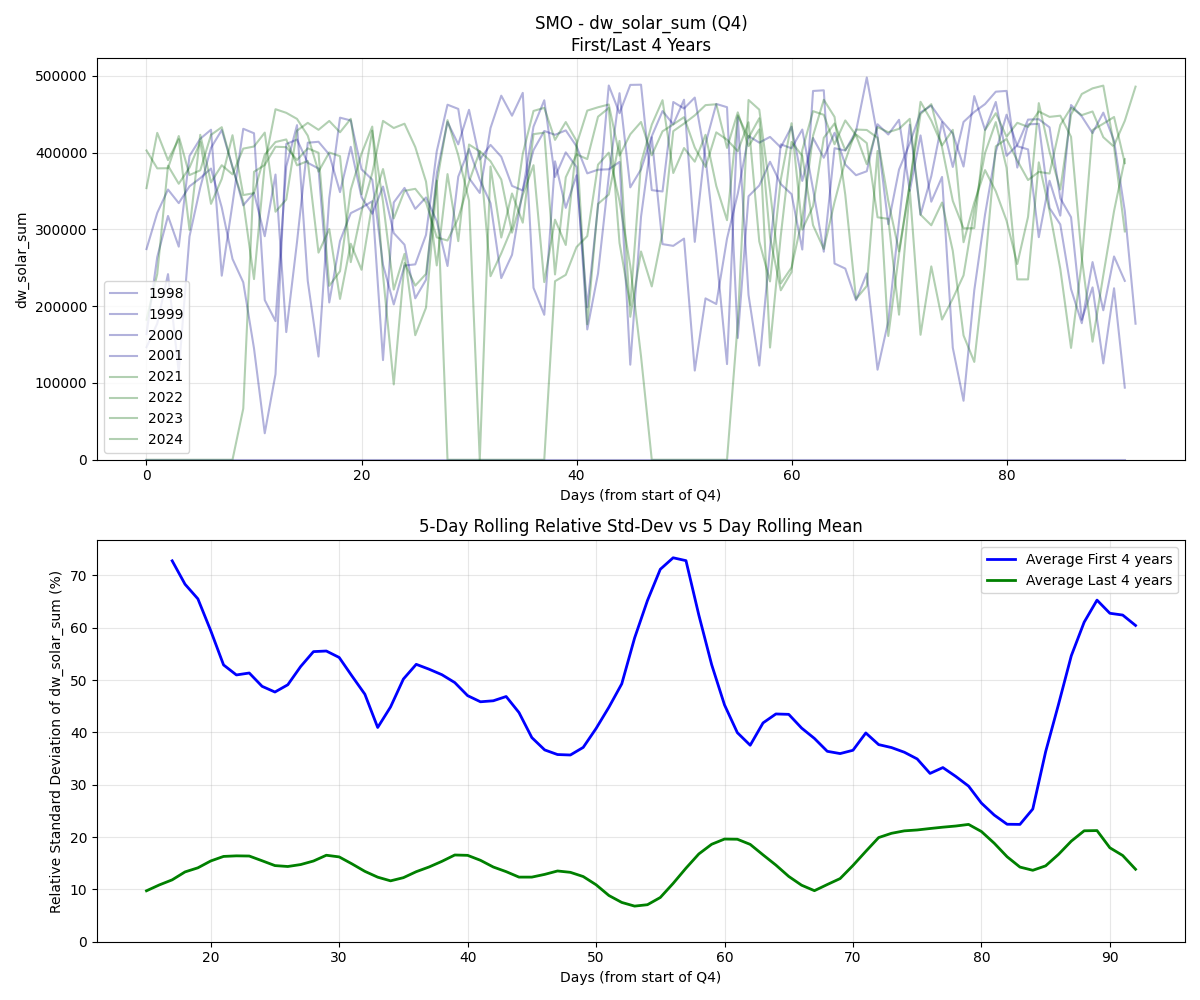 SMO - dw_solar_sum (Q4)
First/Last 4 Years
500000
400000
300000
200000
100000
0
dw_solar_sum
1998
1999
2000
2001
2021
2022
2023
2024
0 20 40 60 80
Days (from start of Q4)
5-Day Rolling Relative Std-Dev vs 5 Day Rolling Mean
70
60
50
40
30
20
10
0
Relative Standard Deviation of dw_solar_sum (%)
Average First 4 years
Average Last 4 years
20 30 40 50 60 70 80 90
Days (from start of Q4)